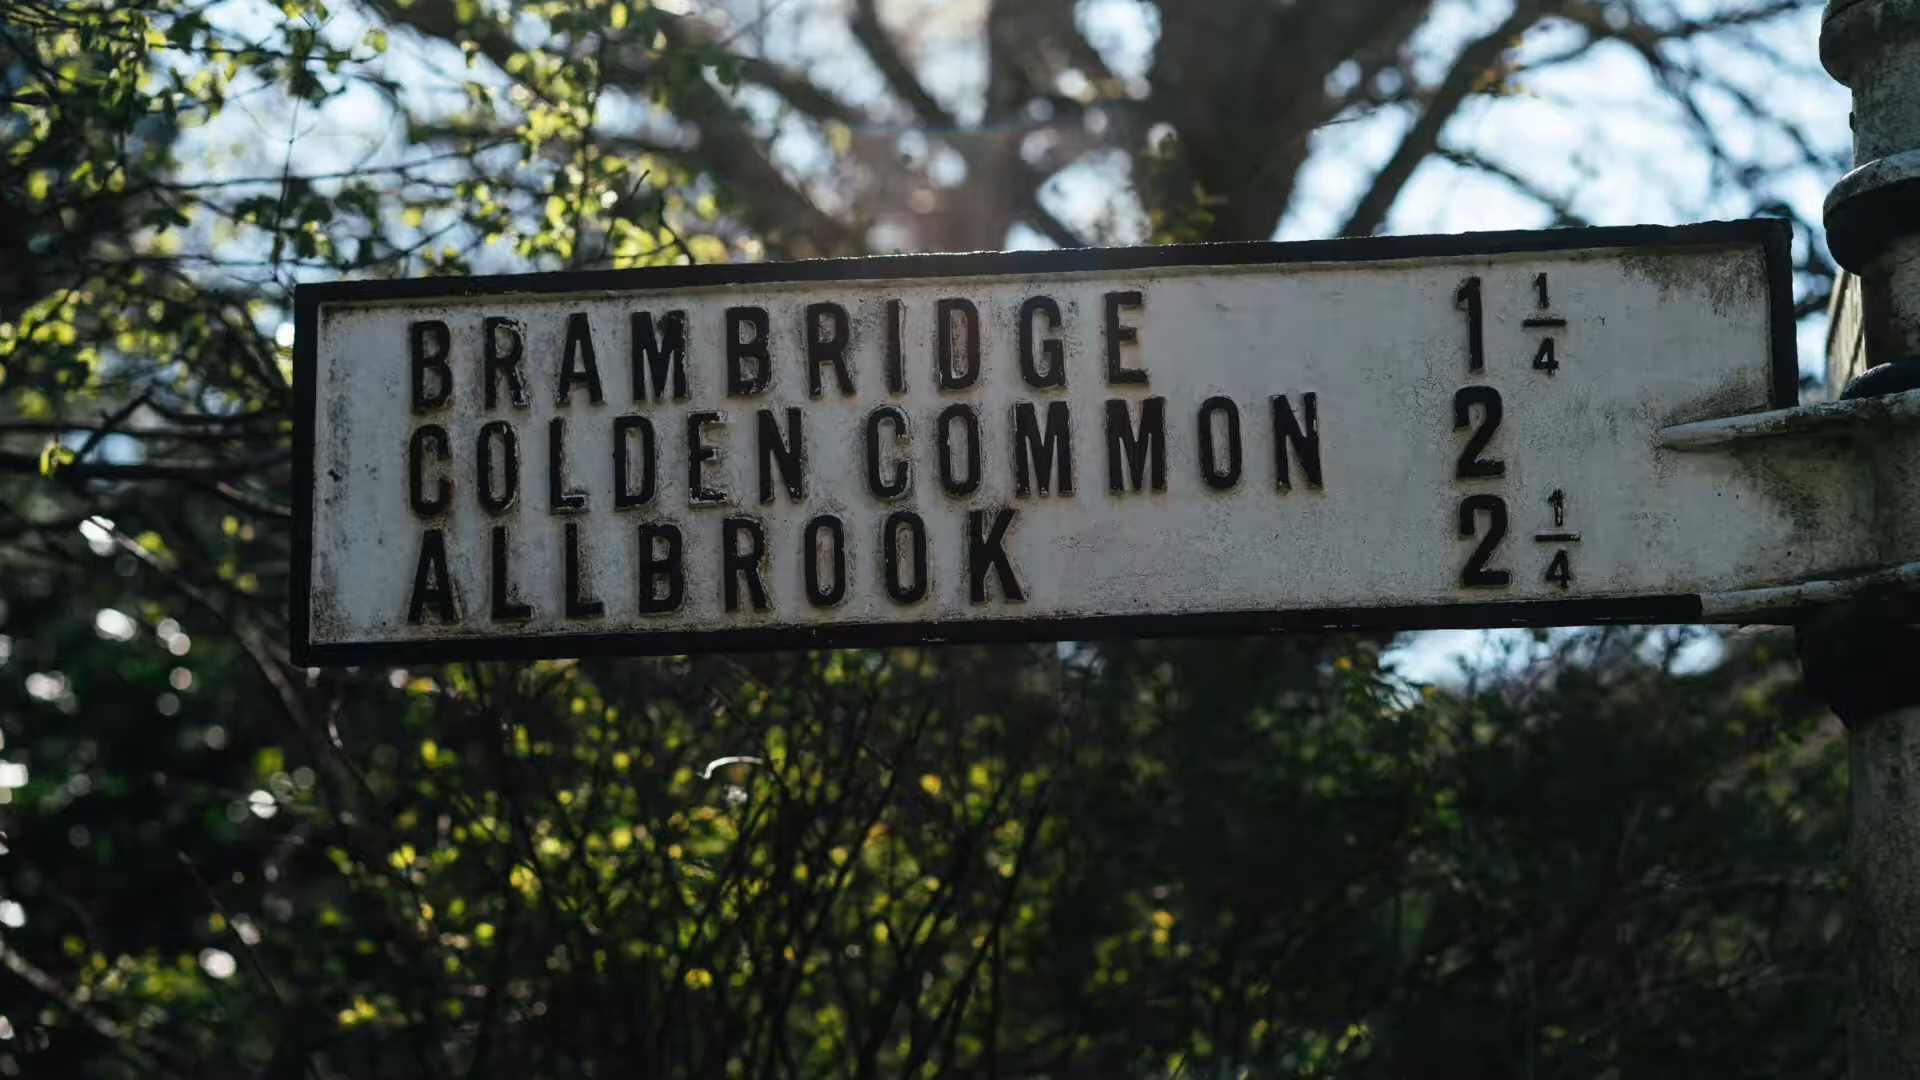 BRAMBRIDGE 1 1/4
COLDEN COMMON 2
ALLBROOK 2 1/4